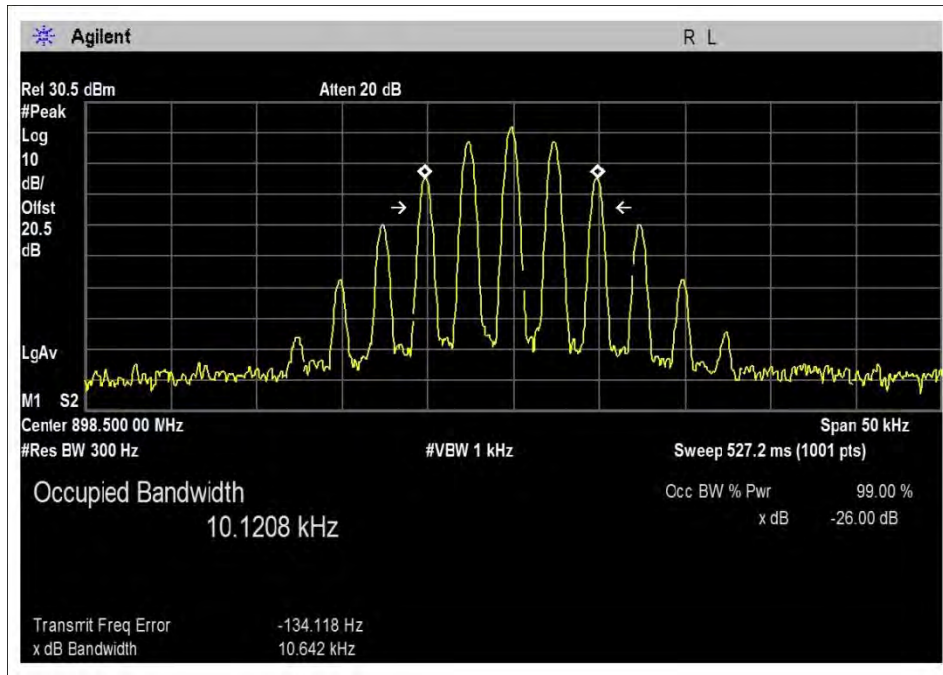 Agilent R L
Ref 30.5 dBm Atten 20 dB
#Peak
Log
10
dB/
Offst
20.5
dB
LgAv
M1 S2
Center 898.500 00 MHz Span 50 kHz
#Res BW 300 Hz #VBW 1 kHz Sweep 527.2 ms (1001 pts)
Occupied Bandwidth
10.1208 kHz
Occ BW % Pwr 99.00 %
x dB -26.00 dB
Transmit Freq Error -134.118 Hz
x dB Bandwidth 10.642 kHz